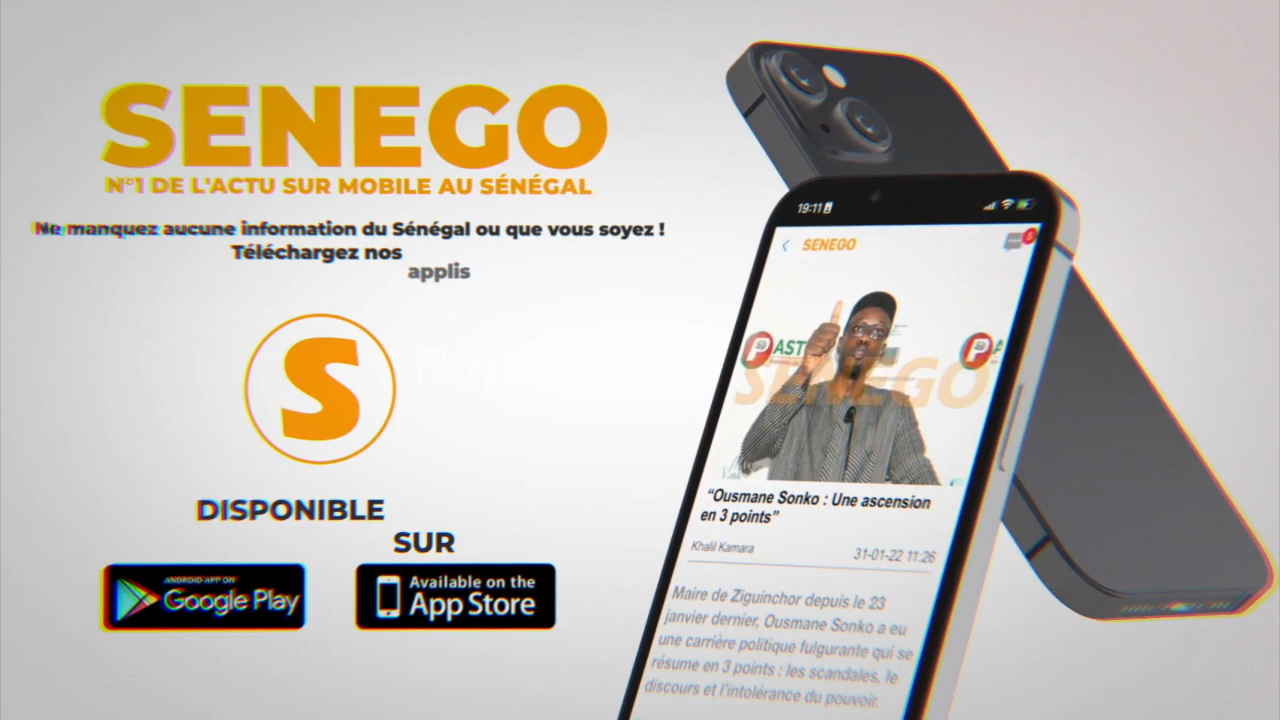 SENEGO
N°1 DE L'ACTU SUR MOBILE AU SÉNÉGAL
Ne manquez aucune information du Sénégal ou que vous soyez !
Téléchargez nos
applis
S
DISPONIBLE
SUR
ANDROID APP ON
Google Play
Available on the
App Store
19:11
SENEGO
5
PAST
SENEGO
“Ousmane Sonko : Une ascension
en 3 points”
Khalil Kamara 31-01-22 11:26
Maire de Ziguinchor depuis le 23
janvier dernier, Ousmane Sonko a eu
une carrière politique fulgurante qui se
résume en 3 points : les scandales, le
discours et l'intolérance du pouvoir.